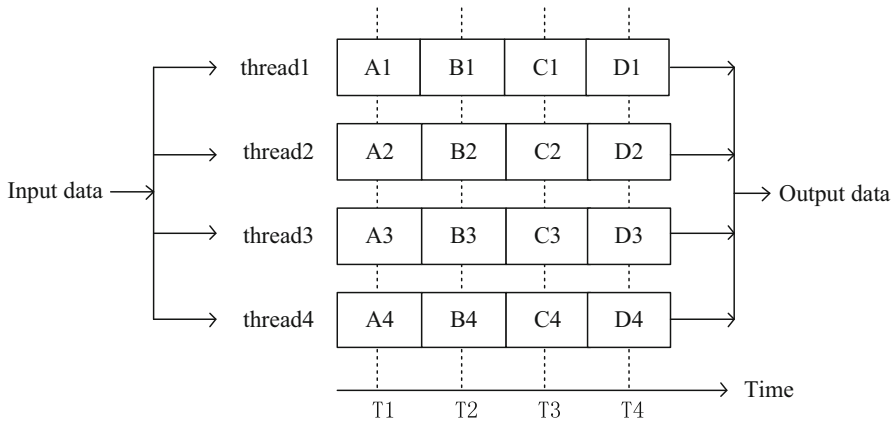 thread1 A1 B1 C1 D1
thread2 A2 B2 C2 D2
Input data
Output data
thread3 A3 B3 C3 D3
thread4 A4 B4 C4 D4
Time
T1 T2 T3 T4